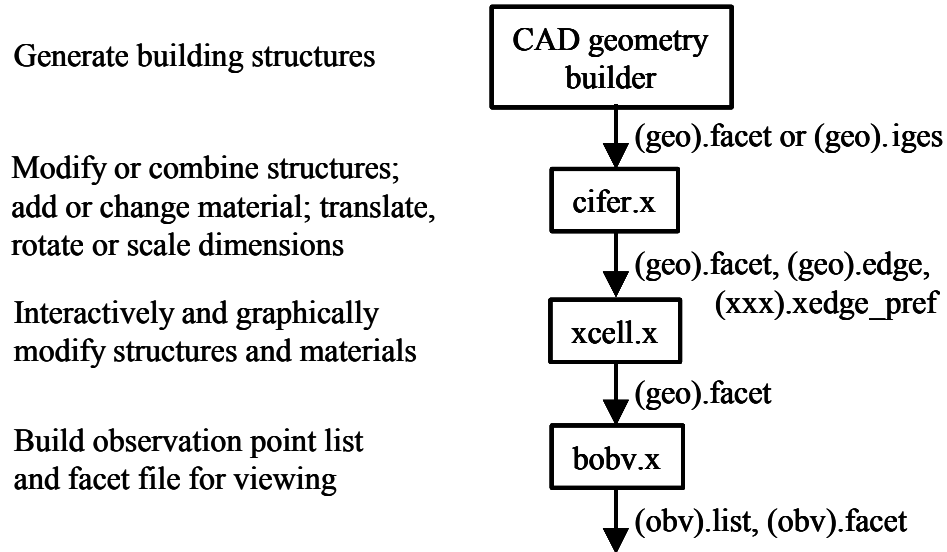 Generate building structures
CAD geometry
builder
(geo).facet or (geo).iges
Modify or combine structures;
add or change material; translate,
rotate or scale dimensions
cifer.x
(geo).facet, (geo).edge,
(xxx).xedge_pref
Interactively and graphically
modify structures and materials
xcell.x
(geo).facet
Build observation point list
and facet file for viewing
bobv.x
(obv).list, (obv).facet